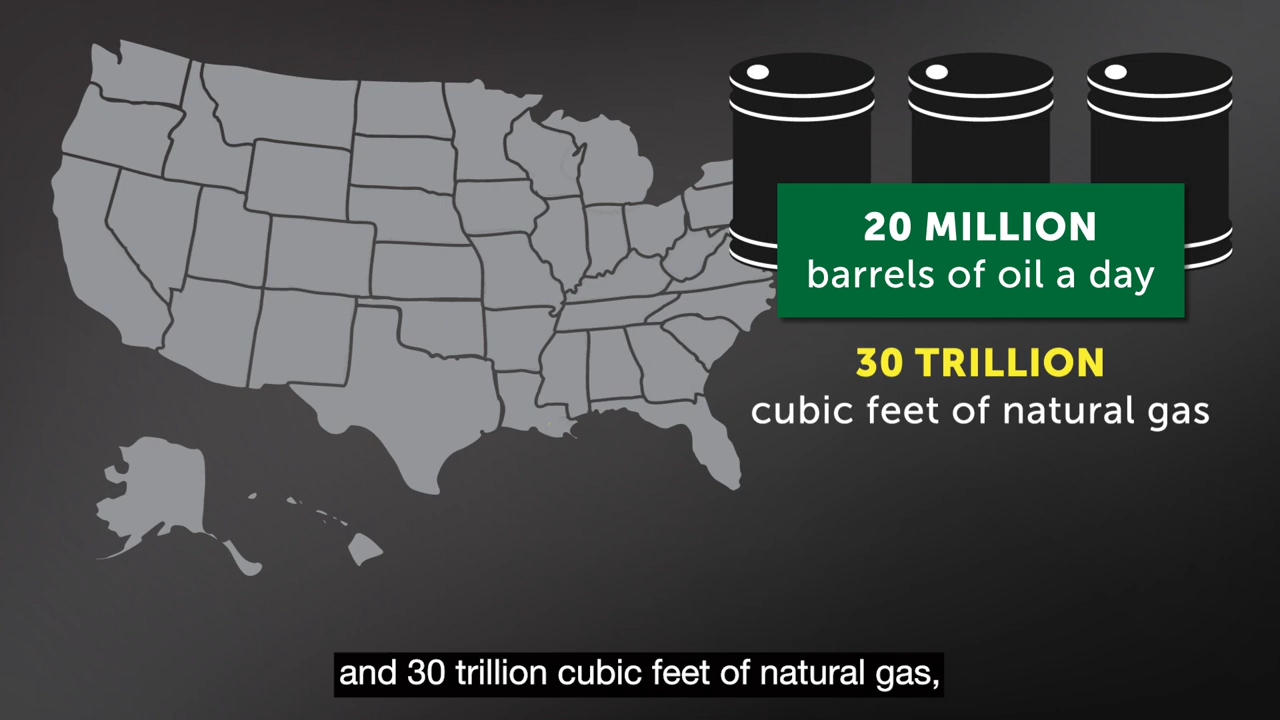 20 MILLION
barrels of oil a day
30 TRILLION
cubic feet of natural gas
and 30 trillion cubic feet of natural gas,